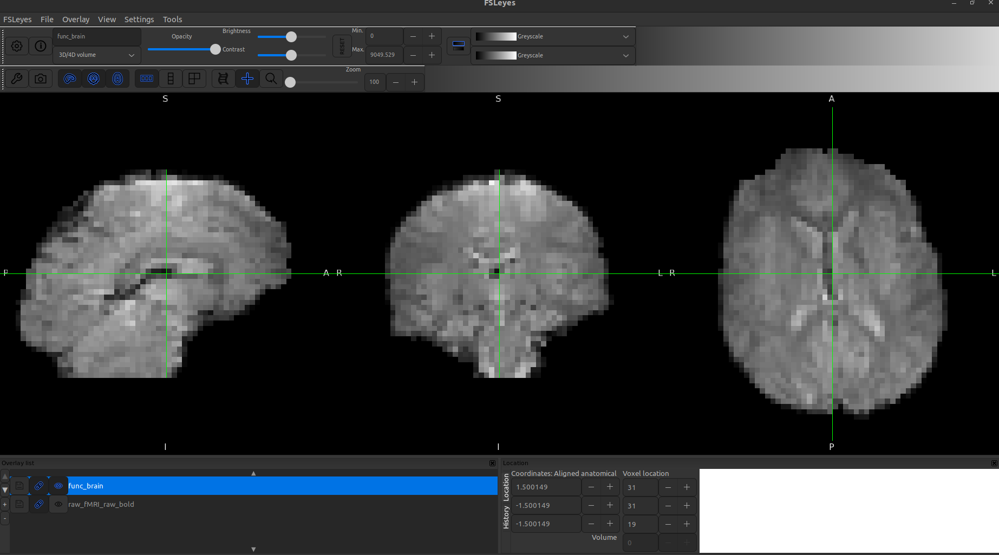 FSLeyes
FSLeyes File Overlay View Settings Tools
func_brain
3D/4D volume
Opacity
Brightness
Contrast
RESET
Min. 0
Max. 9049.529
Greyscale
Greyscale
Zoom
100
S S A
P A R L R L
I I P
Overlay list
func_brain
raw_fMRI_raw_bold
Location
Location
History
Coordinates: Aligned anatomical Voxel location
1.500149 31
-1.500149 31
-1.500149 19
Volume 0